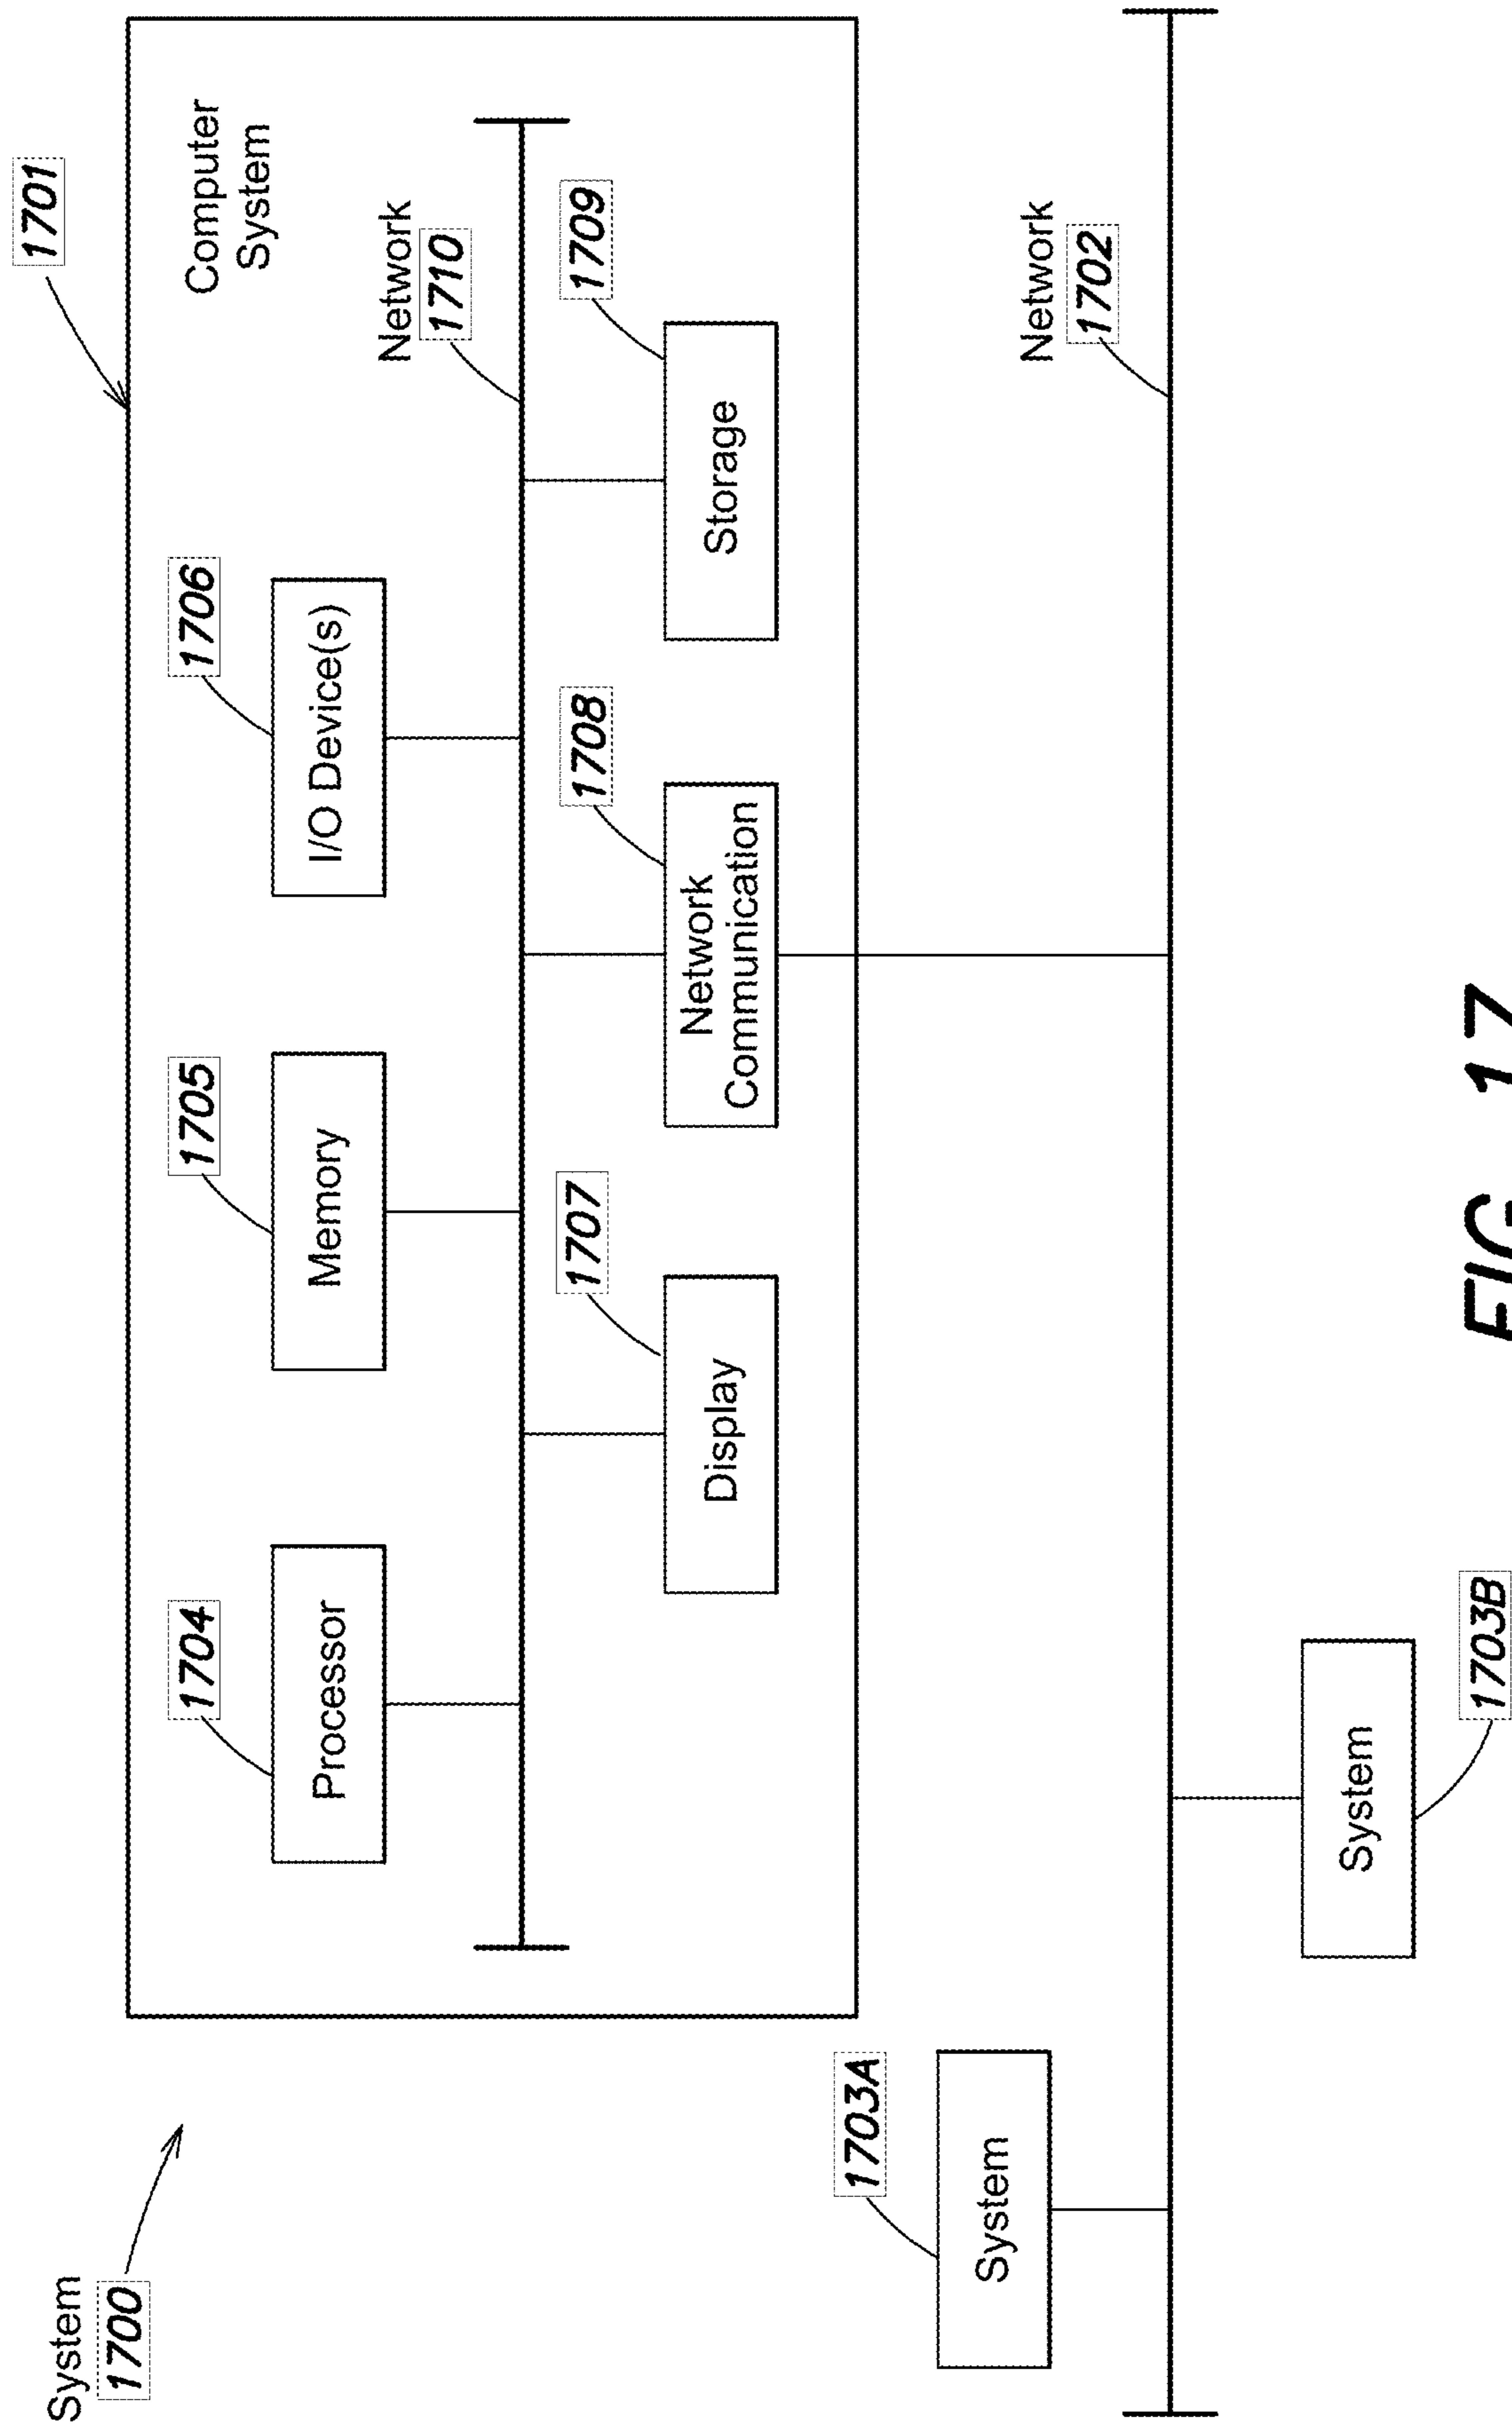 System
1700
1701
Computer
System
1704
Processor
1705
Memory
1706
I/O Device(s)
Network
1710
1707
Display
1708
Network
Communication
1709
Storage
1703A
System
Network
1702
System
1703B
FIG. 17